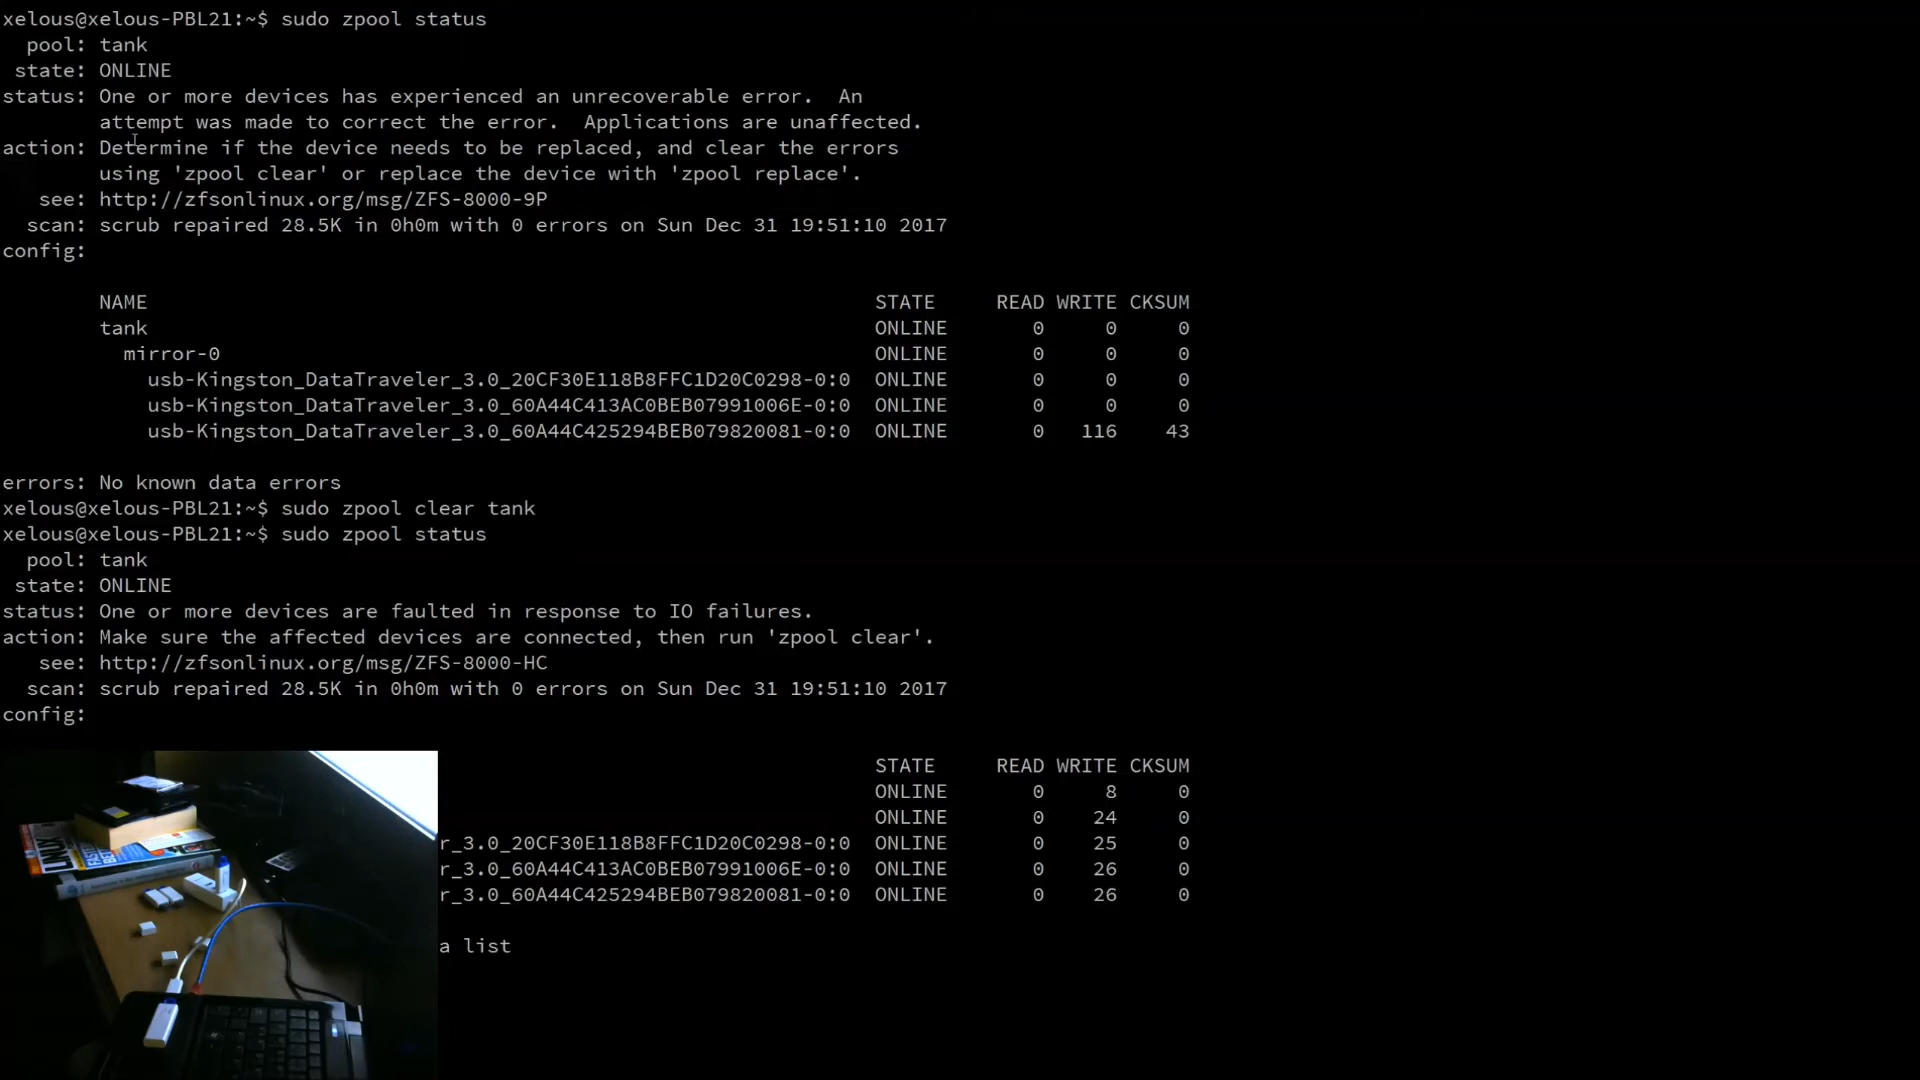 xelous@xelous-PBL21:~$ sudo zpool status
pool: tank
state: ONLINE
status: One or more devices has experienced an unrecoverable error.  An
attempt was made to correct the error.  Applications are unaffected.
action: Determine if the device needs to be replaced, and clear the errors
using 'zpool clear' or replace the device with 'zpool replace'.
see: http://zfsonlinux.org/msg/ZFS-8000-9P
scan: scrub repaired 28.5K in 0h0m with 0 errors on Sun Dec 31 19:51:10 2017
config:
NAME STATE READ WRITE CKSUM
tank ONLINE 0 0 0
mirror-0 ONLINE 0 0 0
usb-Kingston_DataTraveler_3.0_20CF30E118B8FFC1D20C0298-0:0 ONLINE 0 0 0
usb-Kingston_DataTraveler_3.0_60A44C413AC0BEB07991006E-0:0 ONLINE 0 0 0
usb-Kingston_DataTraveler_3.0_60A44C425294BEB079820081-0:0 ONLINE 0 116 43
errors: No known data errors
xelous@xelous-PBL21:~$ sudo zpool clear tank
xelous@xelous-PBL21:~$ sudo zpool status
pool: tank
state: ONLINE
status: One or more devices are faulted in response to IO failures.
action: Make sure the affected devices are connected, then run 'zpool clear'.
see: http://zfsonlinux.org/msg/ZFS-8000-HC
scan: scrub repaired 28.5K in 0h0m with 0 errors on Sun Dec 31 19:51:10 2017
config:
STATE READ WRITE CKSUM
ONLINE 0 8 0
ONLINE 0 24 0
r_3.0_20CF30E118B8FFC1D20C0298-0:0 ONLINE 0 25 0
r_3.0_60A44C413AC0BEB07991006E-0:0 ONLINE 0 26 0
r_3.0_60A44C425294BEB079820081-0:0 ONLINE 0 26 0
a list